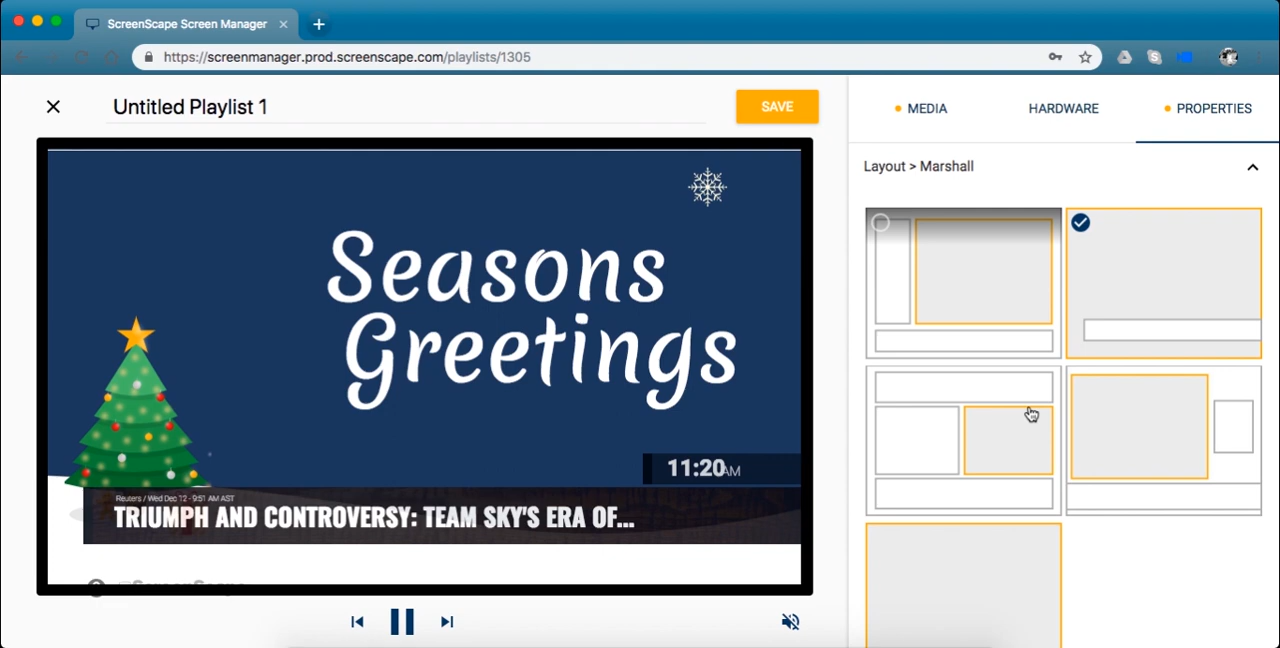 ScreenScape Screen Manager
https://screenmanager.prod.screenscape.com/playlists/1305
Untitled Playlist 1
SAVE
MEDIA
HARDWARE
PROPERTIES
Layout > Marshall
Seasons
Greetings
11:20AM
Reuters / Wed Dec 12 - 9:51 AM AST
TRIUMPH AND CONTROVERSY: TEAM SKY'S ERA OF...
ScreenScape